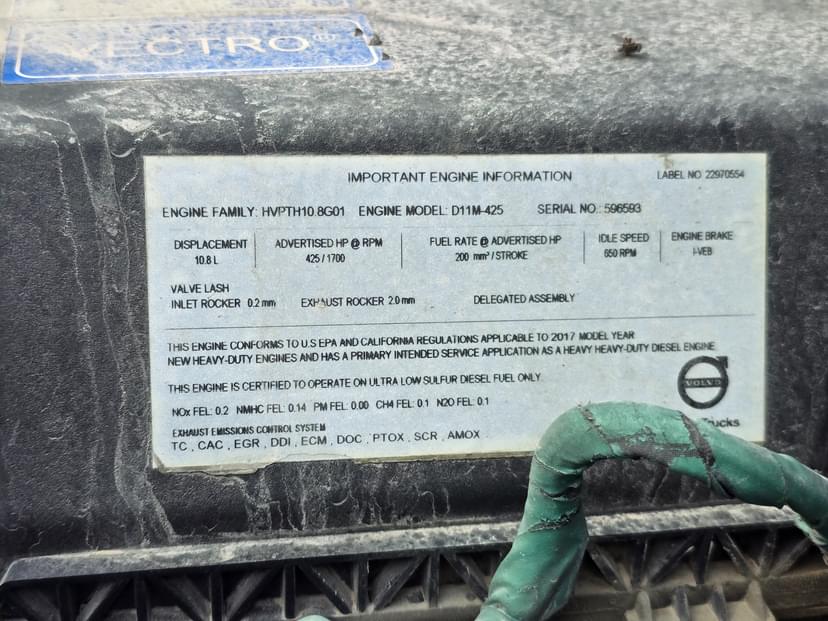 VECTRO®
IMPORTANT ENGINE INFORMATION LABEL NO 22970554
ENGINE FAMILY: HVPTH10.8G01 ENGINE MODEL: D11M-425 SERIAL NO.: 596593
DISPLACEMENT ADVERTISED HP @ RPM FUEL RATE @ ADVERTISED HP IDLE SPEED ENGINE BRAKE
10.8 L 425 / 1700 200 mm³ / STROKE 650 RPM I-VEB
VALVE LASH
INLET ROCKER 0.2 mm EXHAUST ROCKER 2.0 mm DELEGATED ASSEMBLY
THIS ENGINE CONFORMS TO U.S EPA AND CALIFORNIA REGULATIONS APPLICABLE TO 2017 MODEL YEAR
NEW HEAVY-DUTY ENGINES AND HAS A PRIMARY INTENDED SERVICE APPLICATION AS A HEAVY HEAVY-DUTY DIESEL ENGINE
THIS ENGINE IS CERTIFIED TO OPERATE ON ULTRA LOW SULFUR DIESEL FUEL ONLY
VOLVO
NOx FEL: 0.2 NMHC FEL: 0.14 PM FEL: 0.00 CH4 FEL: 0.1 N2O FEL: 0.1
Trucks
EXHAUST EMISSIONS CONTROL SYSTEM
TC , CAC , EGR , DDI , ECM , DOC , PTOX , SCR , AMOX .